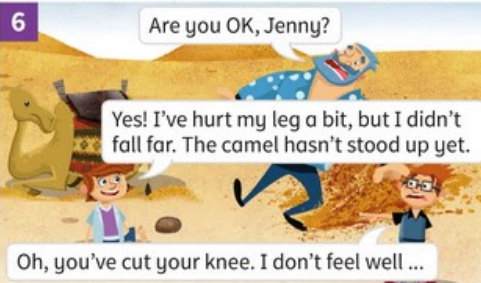 6
Are you OK, Jenny?
Yes! I've hurt my leg a bit, but I didn't
fall far. The camel hasn't stood up yet.
Oh, you've cut your knee. I don't feel well ...